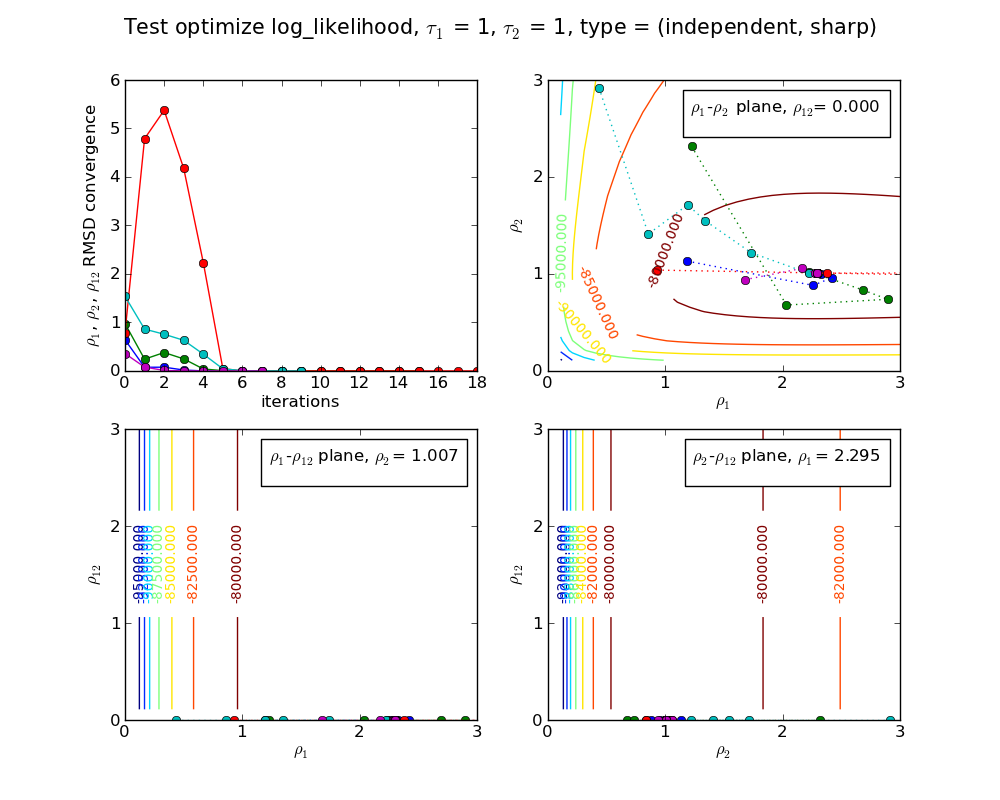 Test optimize log_likelihood, τ₁ = 1, τ₂ = 1, type = (independent, sharp)
6
5
4
3
2
1
0
ρ₁, ρ₂, ρ₁₂ RMSD convergence
0 2 4 6 8 10 12 14 16 18
iterations
3
2
1
0
ρ₂
ρ₁-ρ₂ plane, ρ₁₂= 0.000
-95000.000
-90000.000
-85000.000
-80000.000
0 1 2 3
ρ₁
3
2
1
0
ρ₁₂
ρ₁-ρ₁₂ plane, ρ₂= 1.007
-95000.000
-87500.000
-85000.000
-82500.000
-80000.000
0 1 2 3
ρ₁
3
2
1
0
ρ₁₂
ρ₂-ρ₁₂ plane, ρ₁= 2.295
-82000.000
-80000.000
-80000.000
-82000.000
0 1 2 3
ρ₂